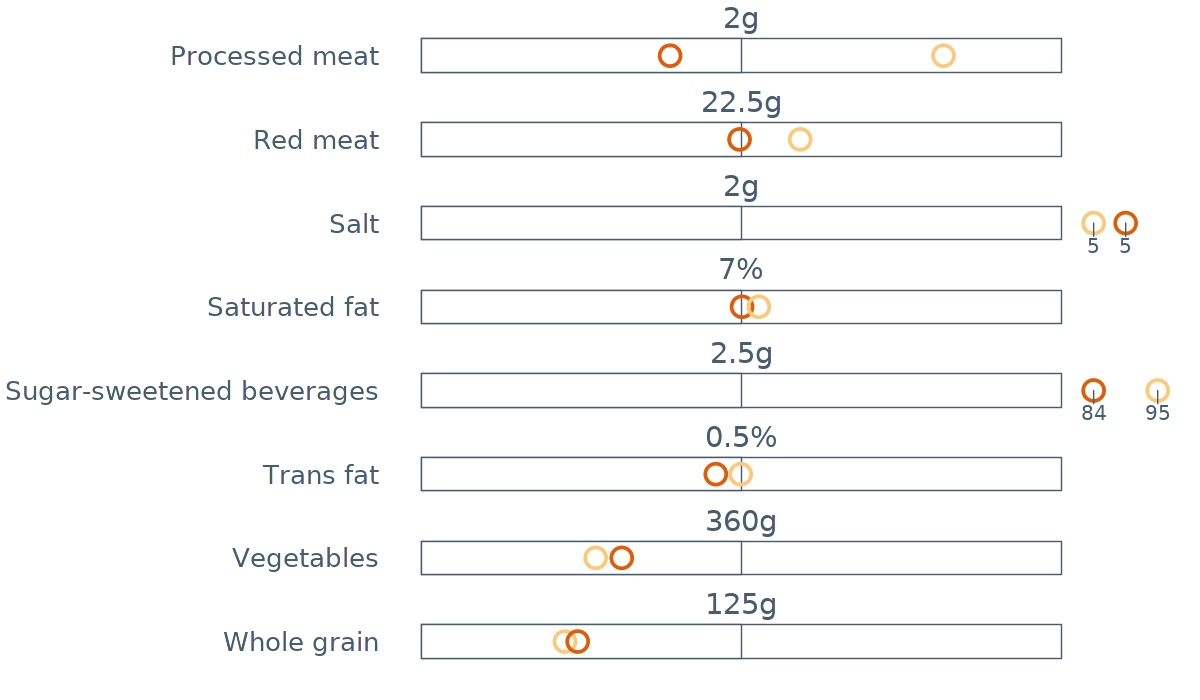 2g
Processed meat
22.5g
Red meat
2g
Salt
5 5
7%
Saturated fat
2.5g
Sugar-sweetened beverages
84 95
0.5%
Trans fat
360g
Vegetables
125g
Whole grain